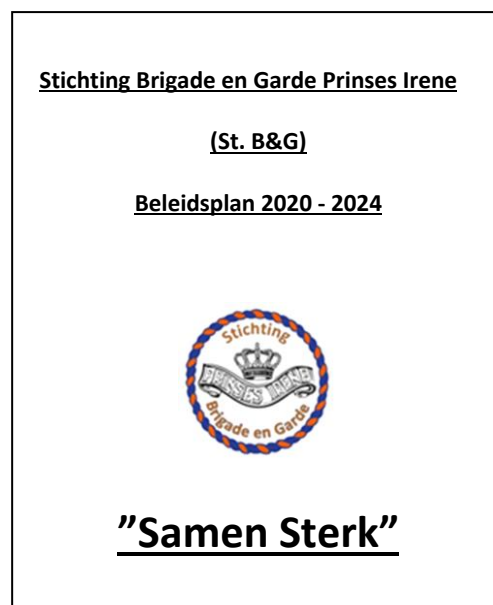 Stichting Brigade en Garde Prinses Irene
(St. B&G)
Beleidsplan 2020 - 2024
Stichting
PRINSES IRENE
Brigade en Garde
”Samen Sterk”